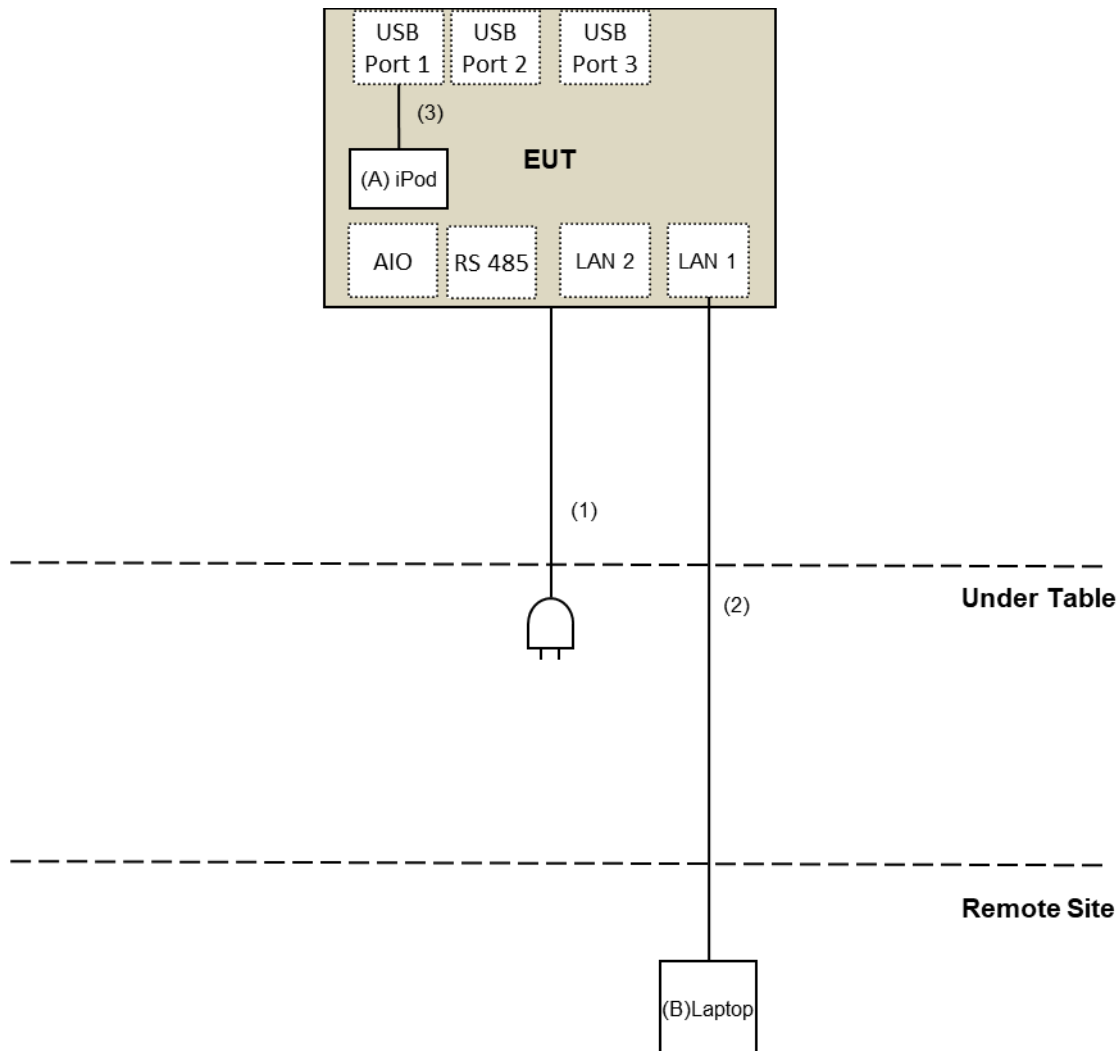 USB
Port 1
USB
Port 2
USB
Port 3
(3)
EUT
(A) iPod
AIO
RS 485
LAN 2
LAN 1
(1)
Under Table
(2)
Remote Site
(B)Laptop